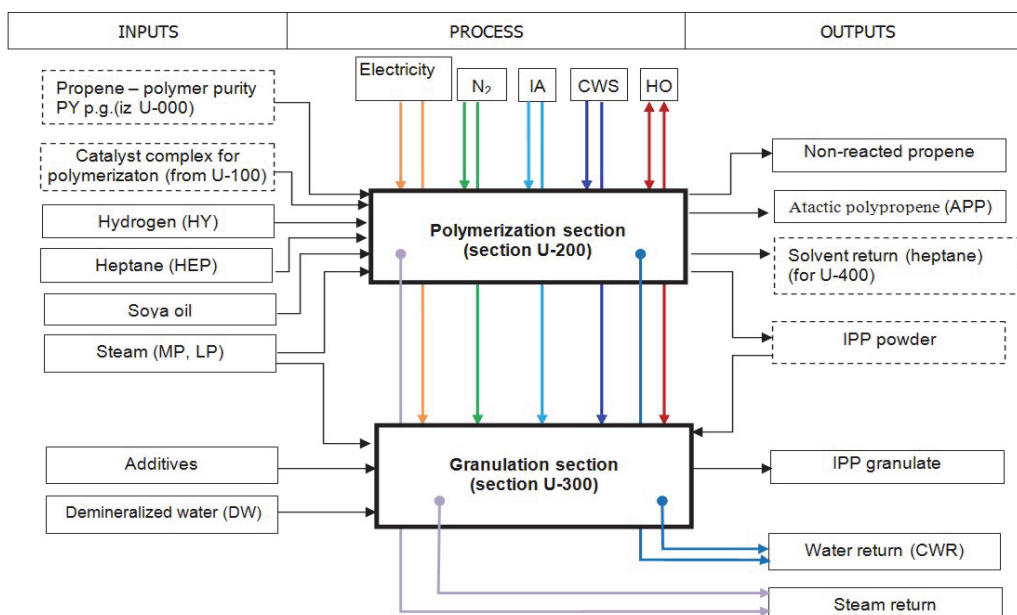 INPUTS
PROCESS
OUTPUTS
Electricity
N₂
IA
CWS
HO
Propene – polymer purity
PY p.g.(iz U-000)
Catalyst complex for
polymerizaton (from U-100)
Hydrogen (HY)
Heptane (HEP)
Soya oil
Steam (MP, LP)
Polymerization section
(section U-200)
Non-reacted propene
Atactic polypropene (APP)
Solvent return (heptane)
(for U-400)
IPP powder
Additives
Demineralized water (DW)
Granulation section
(section U-300)
IPP granulate
Water return (CWR)
Steam return